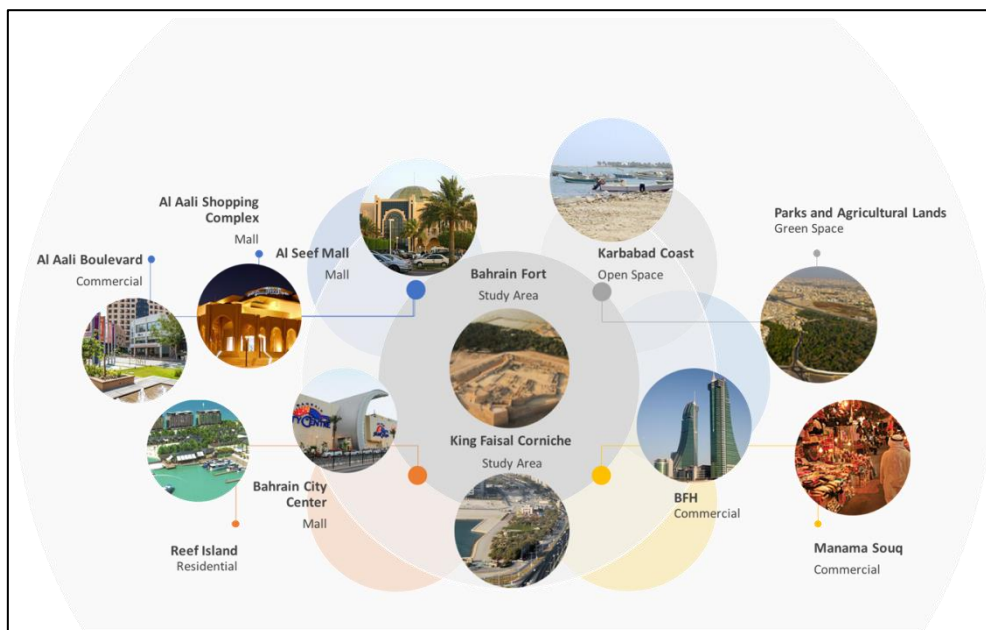 Al Aali Shopping
Complex
Mall
Al Aali Boulevard
Commercial
Al Seef Mall
Mall
Bahrain Fort
Study Area
Karbabad Coast
Open Space
Parks and Agricultural Lands
Green Space
King Faisal Corniche
Study Area
Bahrain City
Center
Mall
Reef Island
Residential
BFH
Commercial
Manama Souq
Commercial